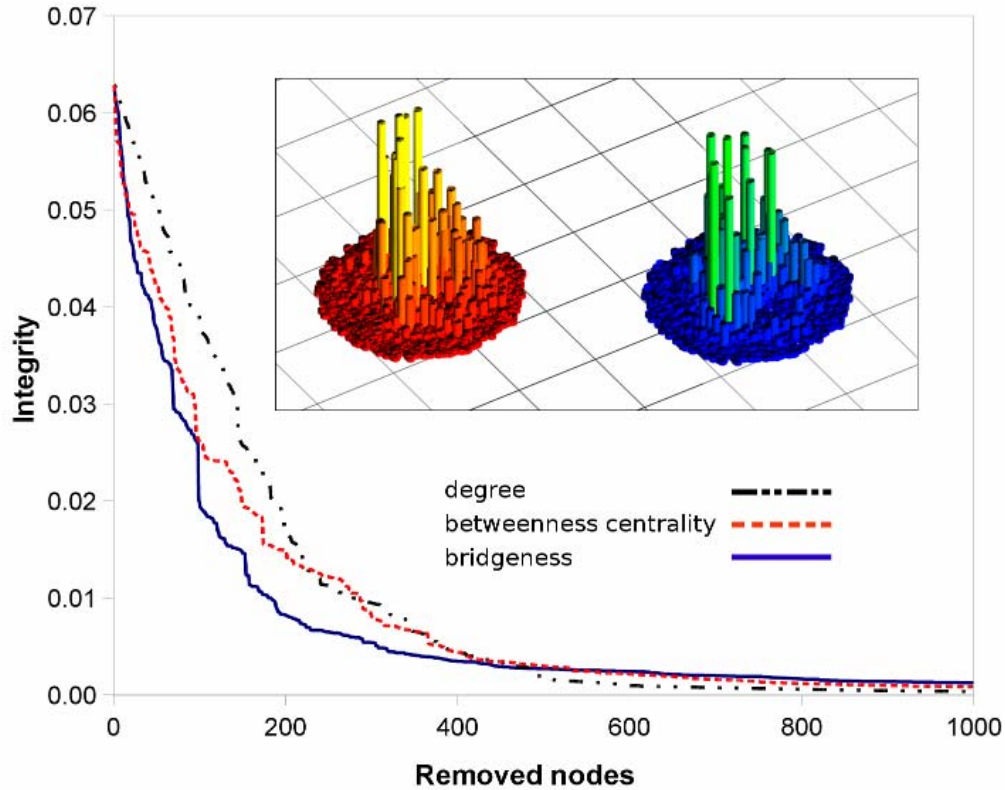 0.07
0.06
0.05
0.04
0.03
0.02
0.01
0.00
Integrity
degree
betweenness centrality
bridgeness
0 200 400 600 800 1000
Removed nodes